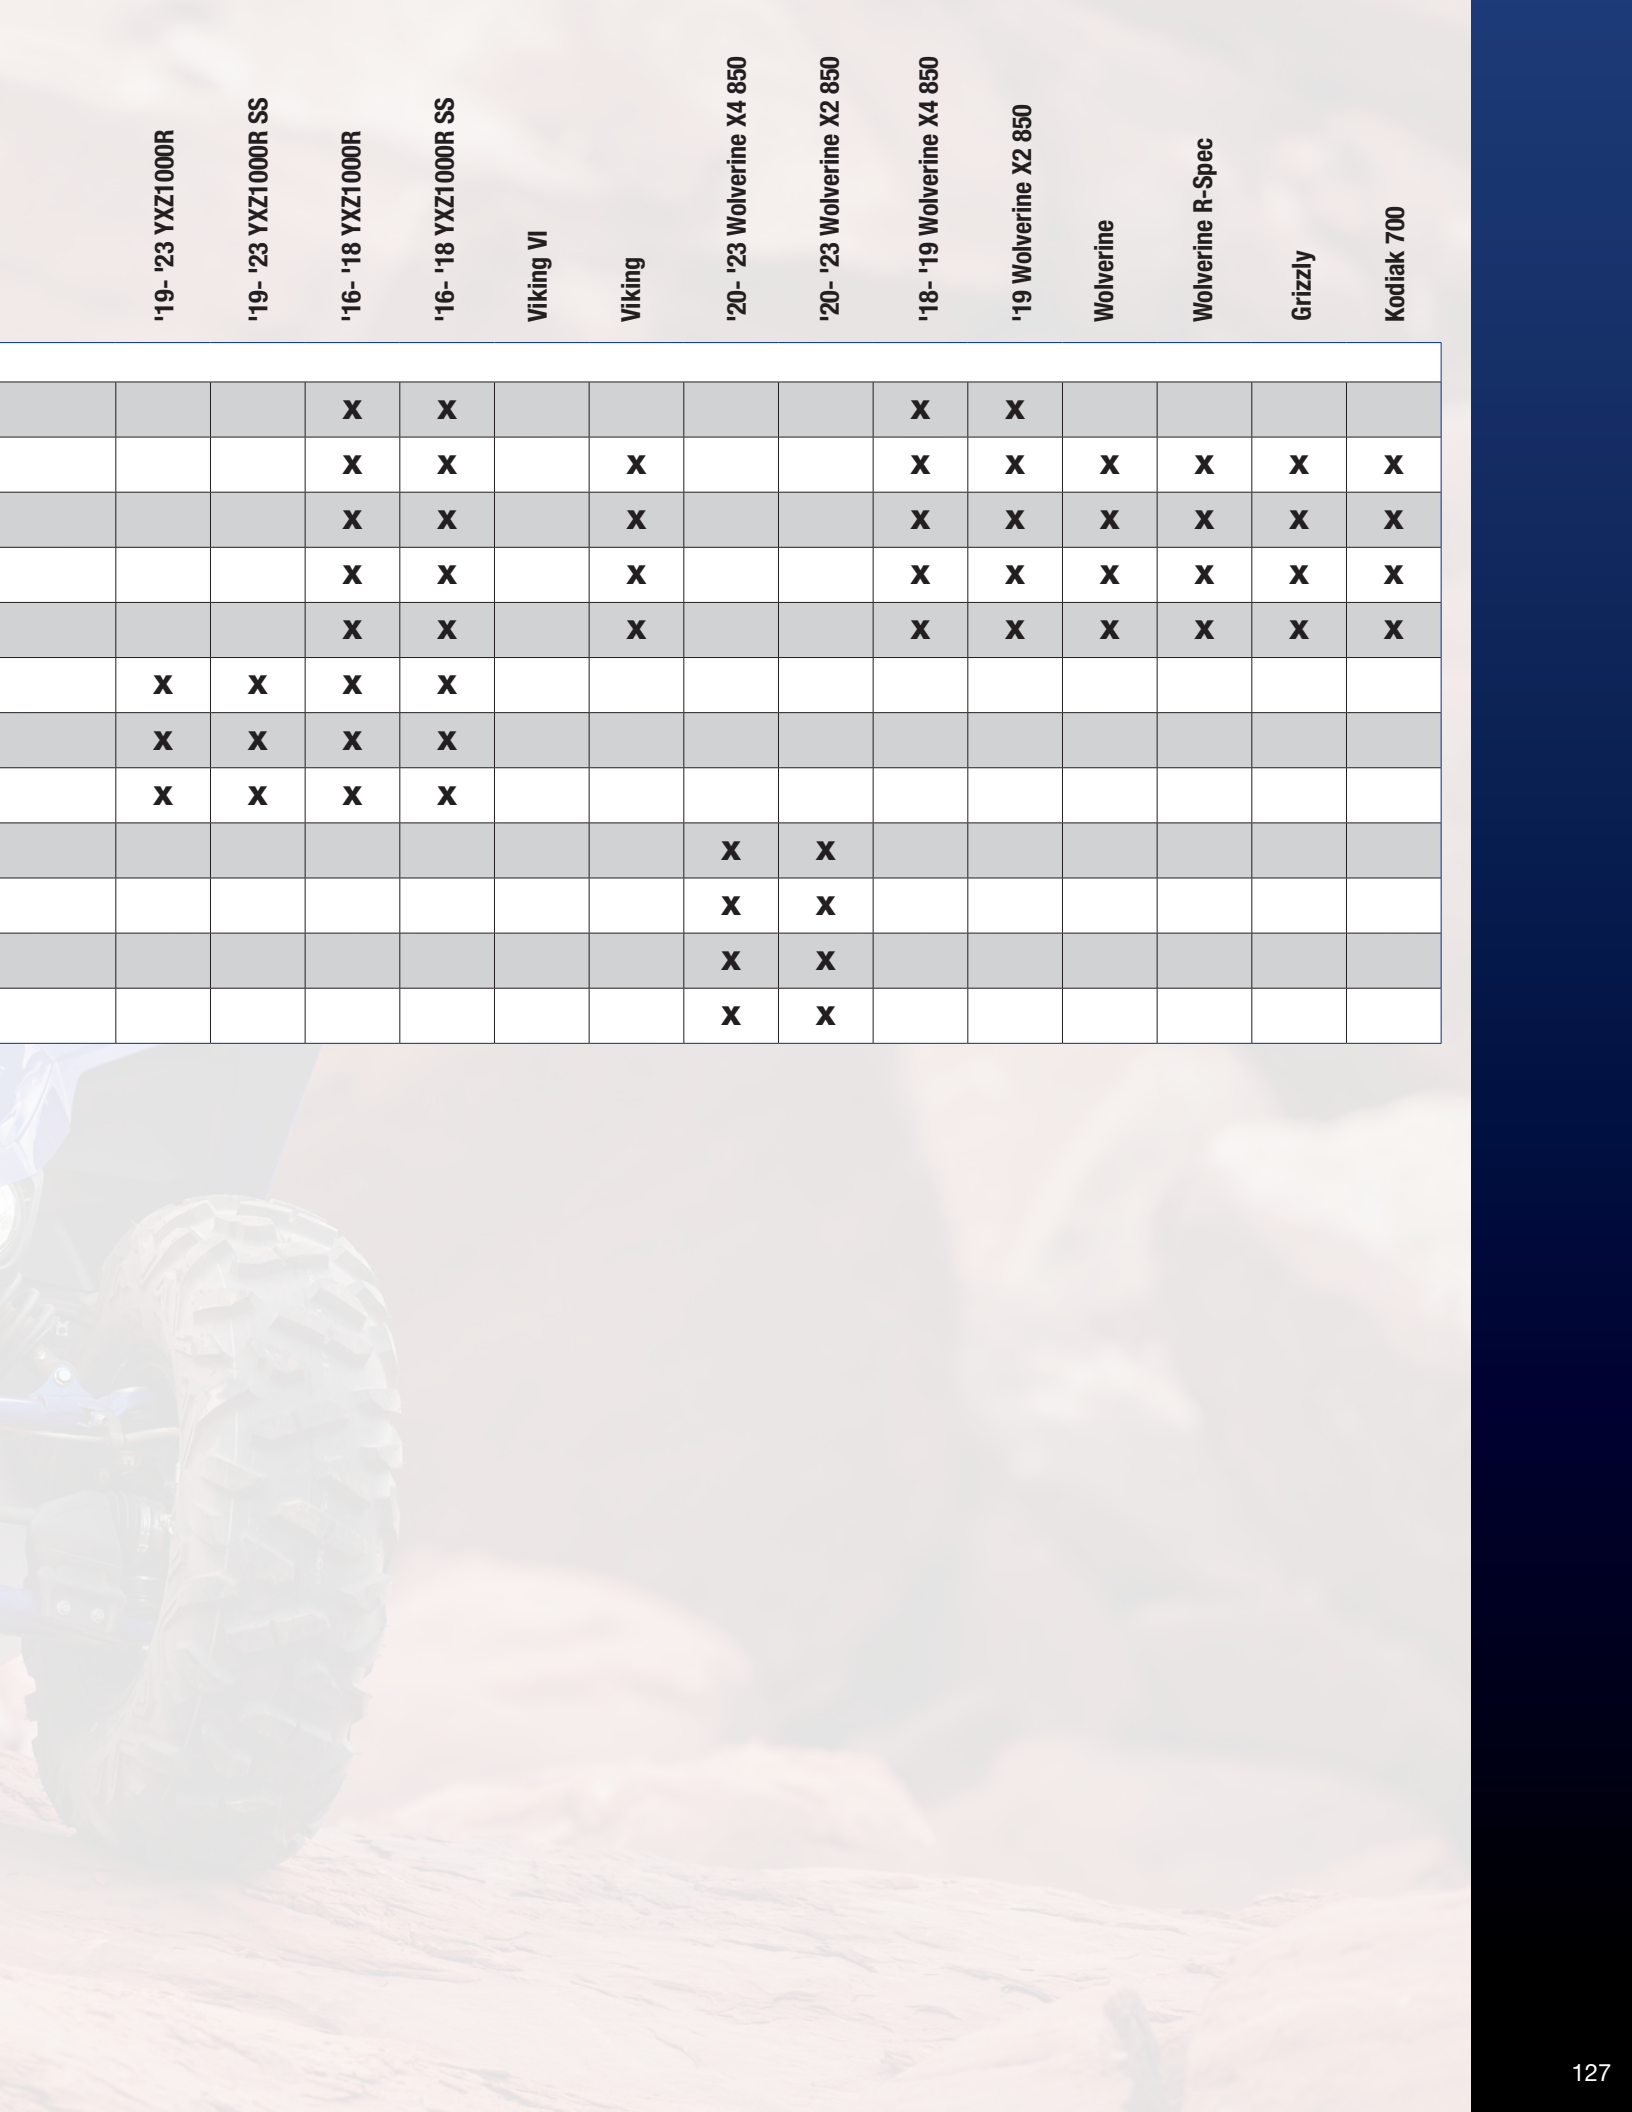 '19- '23 YXZ1000R
'19- '23 YXZ1000R SS
'16- '18 YXZ1000R
'16- '18 YXZ1000R SS
Viking VI
Viking
'20- '23 Wolverine X4 850
'20- '23 Wolverine X2 850
'18- '19 Wolverine X4 850
'19 Wolverine X2 850
Wolverine
Wolverine R-Spec
Grizzly
Kodiak 700
X X X X
X X X X X X X X X
X X X X X X X X X
X X X X X X X X X
X X X X X X X X X
X X X X
X X X X
X X X X
X X
X X
X X
X X
127